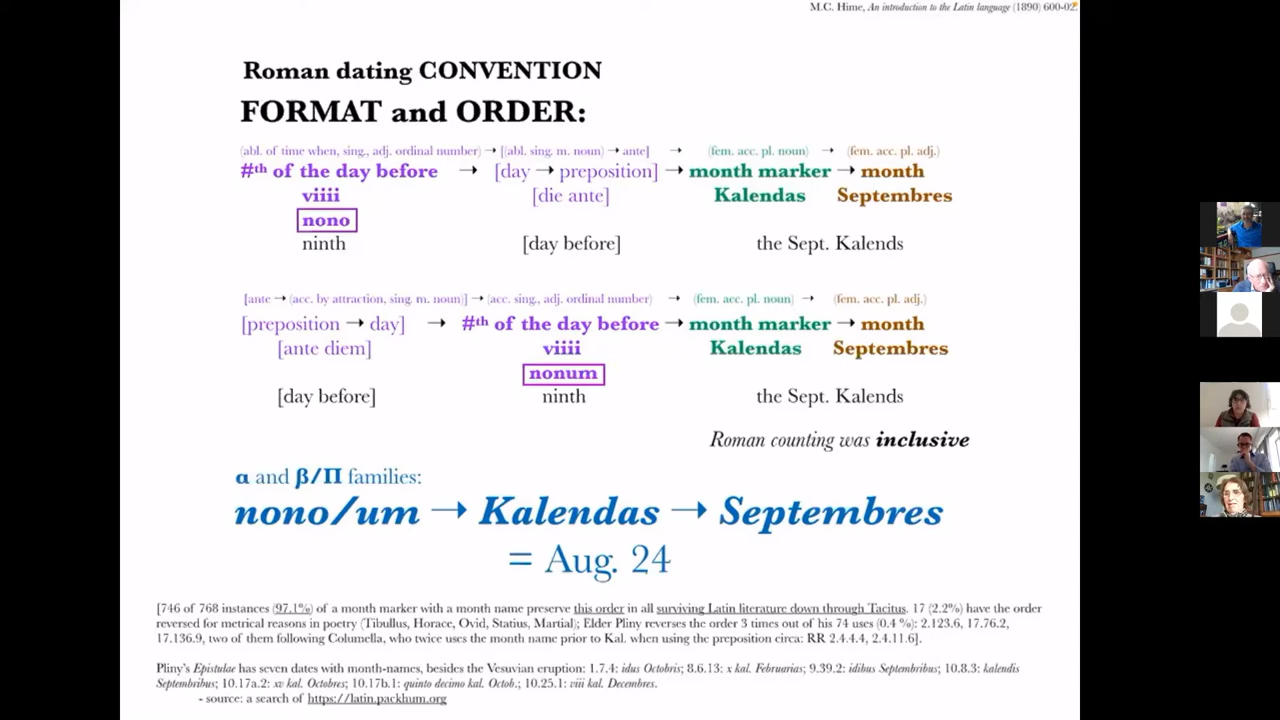 M.C. Hime, An introduction to the Latin language (1890) 600-02.
Roman dating CONVENTION
FORMAT and ORDER:
(abl. of time when, sing., adj. ordinal number) → [(abl. sing. m. noun) → ante] → (fem. acc. pl. noun) → (fem. acc. pl. adj.)
#th of the day before → [day → preposition] → month marker → month
viiii [die ante] Kalendas Septembres
nono
ninth [day before] the Sept. Kalends
[ante → (acc. by attraction, sing. m. noun)] → (acc. sing., adj. ordinal number) → (fem. acc. pl. noun) → (fem. acc. pl. adj.)
[preposition → day] → #th of the day before → month marker → month
[ante diem] viiii Kalendas Septembres
nonum
[day before] ninth the Sept. Kalends
Roman counting was inclusive
α and β/Π families:
nono/um → Kalendas → Septembres
= Aug. 24
[746 of 768 instances (97.1%) of a month marker with a month name preserve this order in all surviving Latin literature down through Tacitus. 17 (2.2%) have the order
reversed for metrical reasons in poetry (Tibullus, Horace, Ovid, Statius, Martial); Elder Pliny reverses the order 3 times out of his 74 uses (0.4 %): 2.123.6, 17.76.2,
17.136.9, two of them following Columella, who twice uses the month name prior to Kal. when using the preposition circa: RR 2.4.4.4, 2.4.11.6].
Pliny's Epistulae has seven dates with month-names, besides the Vesuvian eruption: 1.7.4: idus Octobris; 8.6.13: x kal. Februarias; 9.39.2: idibus Septembribus; 10.8.3: kalendis
Septembribus; 10.17a.2: xv kal. Octobres; 10.17b.1: quinto decimo kal. Octob.; 10.25.1: viii kal. Decembres.
- source: a search of https://latin.packhum.org